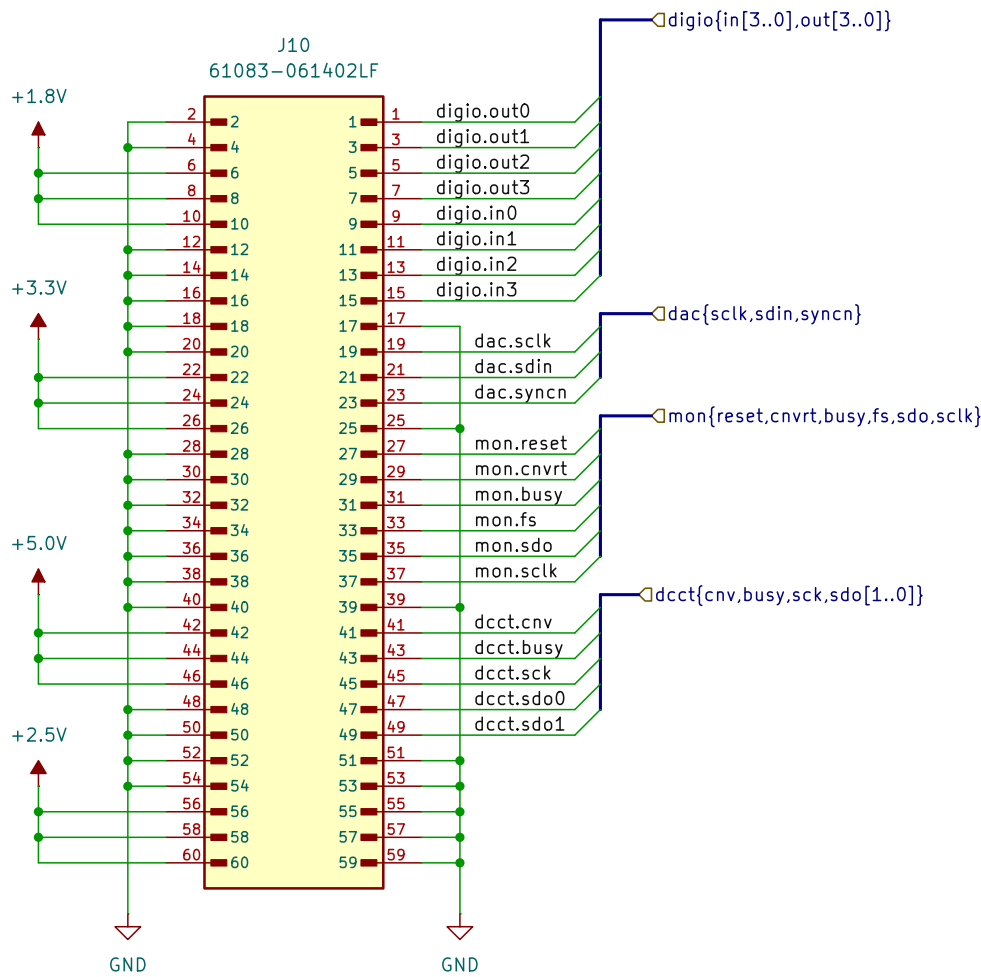 digio{in[3..0],out[3..0]}
J10
61083-061402LF
+1.8V
2 2 1 1 digio.out0
4 4 3 3 digio.out1
6 6 5 5 digio.out2
8 8 7 7 digio.out3
10 10 9 9 digio.in0
12 12 11 11 digio.in1
14 14 13 13 digio.in2
+3.3V
16 16 15 15 digio.in3
dac{sclk,sdin,syncn}
18 18 17 17
20 20 19 19 dac.sclk
22 22 21 21 dac.sdin
24 24 23 23 dac.syncn
mon{reset,cnvrt,busy,fs,sdo,sclk}
26 26 25 25
28 28 27 27 mon.reset
30 30 29 29 mon.cnvrt
32 32 31 31 mon.busy
34 34 33 33 mon.fs
+5.0V
36 36 35 35 mon.sdo
38 38 37 37 mon.sclk
dcct{cnv,busy,sck,sdo[1..0]}
40 40 39 39
42 42 41 41 dcct.cnv
44 44 43 43 dcct.busy
46 46 45 45 dcct.sck
48 48 47 47 dcct.sdo0
+2.5V
50 50 49 49 dcct.sdo1
52 52 51 51
54 54 53 53
56 56 55 55
58 58 57 57
60 60 59 59
GND GND